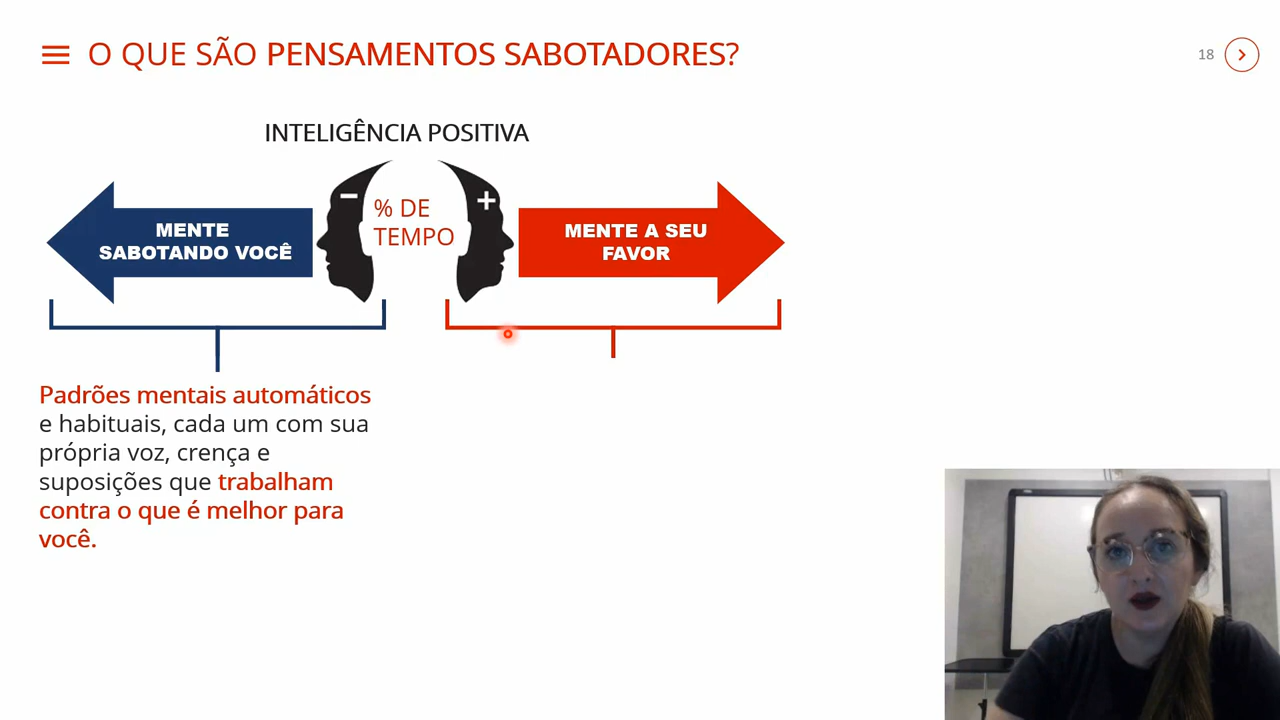 O QUE SÃO PENSAMENTOS SABOTADORES?
18
INTELIGÊNCIA POSITIVA
MENTE
SABOTANDO VOCÊ
–
% DE
TEMPO
+
MENTE A SEU
FAVOR
Padrões mentais automáticos
e habituais, cada um com sua
própria voz, crença e
suposições que trabalham
contra o que é melhor para
você.